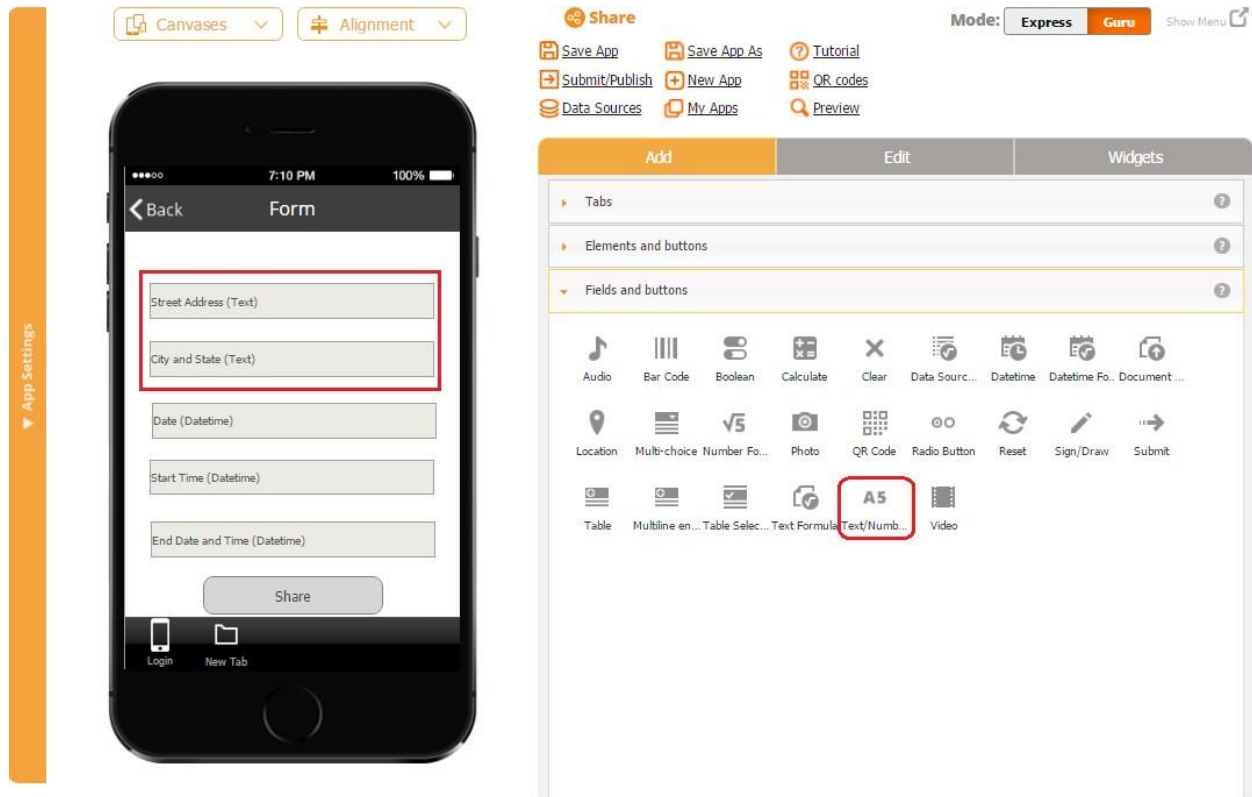 Canvases
Alignment
Share
Mode: Express Guru Show Menu
Save App Save App As Tutorial
Submit/Publish New App QR codes
Data Sources My Apps Preview
App Settings
7:10 PM 100%
Back Form
Street Address (Text)
City and State (Text)
Date (Datetime)
Start Time (Datetime)
End Date and Time (Datetime)
Share
Login New Tab
Add Edit Widgets
Tabs ?
Elements and buttons ?
Fields and buttons ?
Audio Bar Code Boolean Calculate Clear Data Sourc... Datetime Datetime Fo.. Document ...
√5
Location Multi-choice Number Fo... Photo QR Code Radio Button Reset Sign/Draw Submit
A5
Table Multiline en... Table Selec... Text Formula Text/Numb... Video